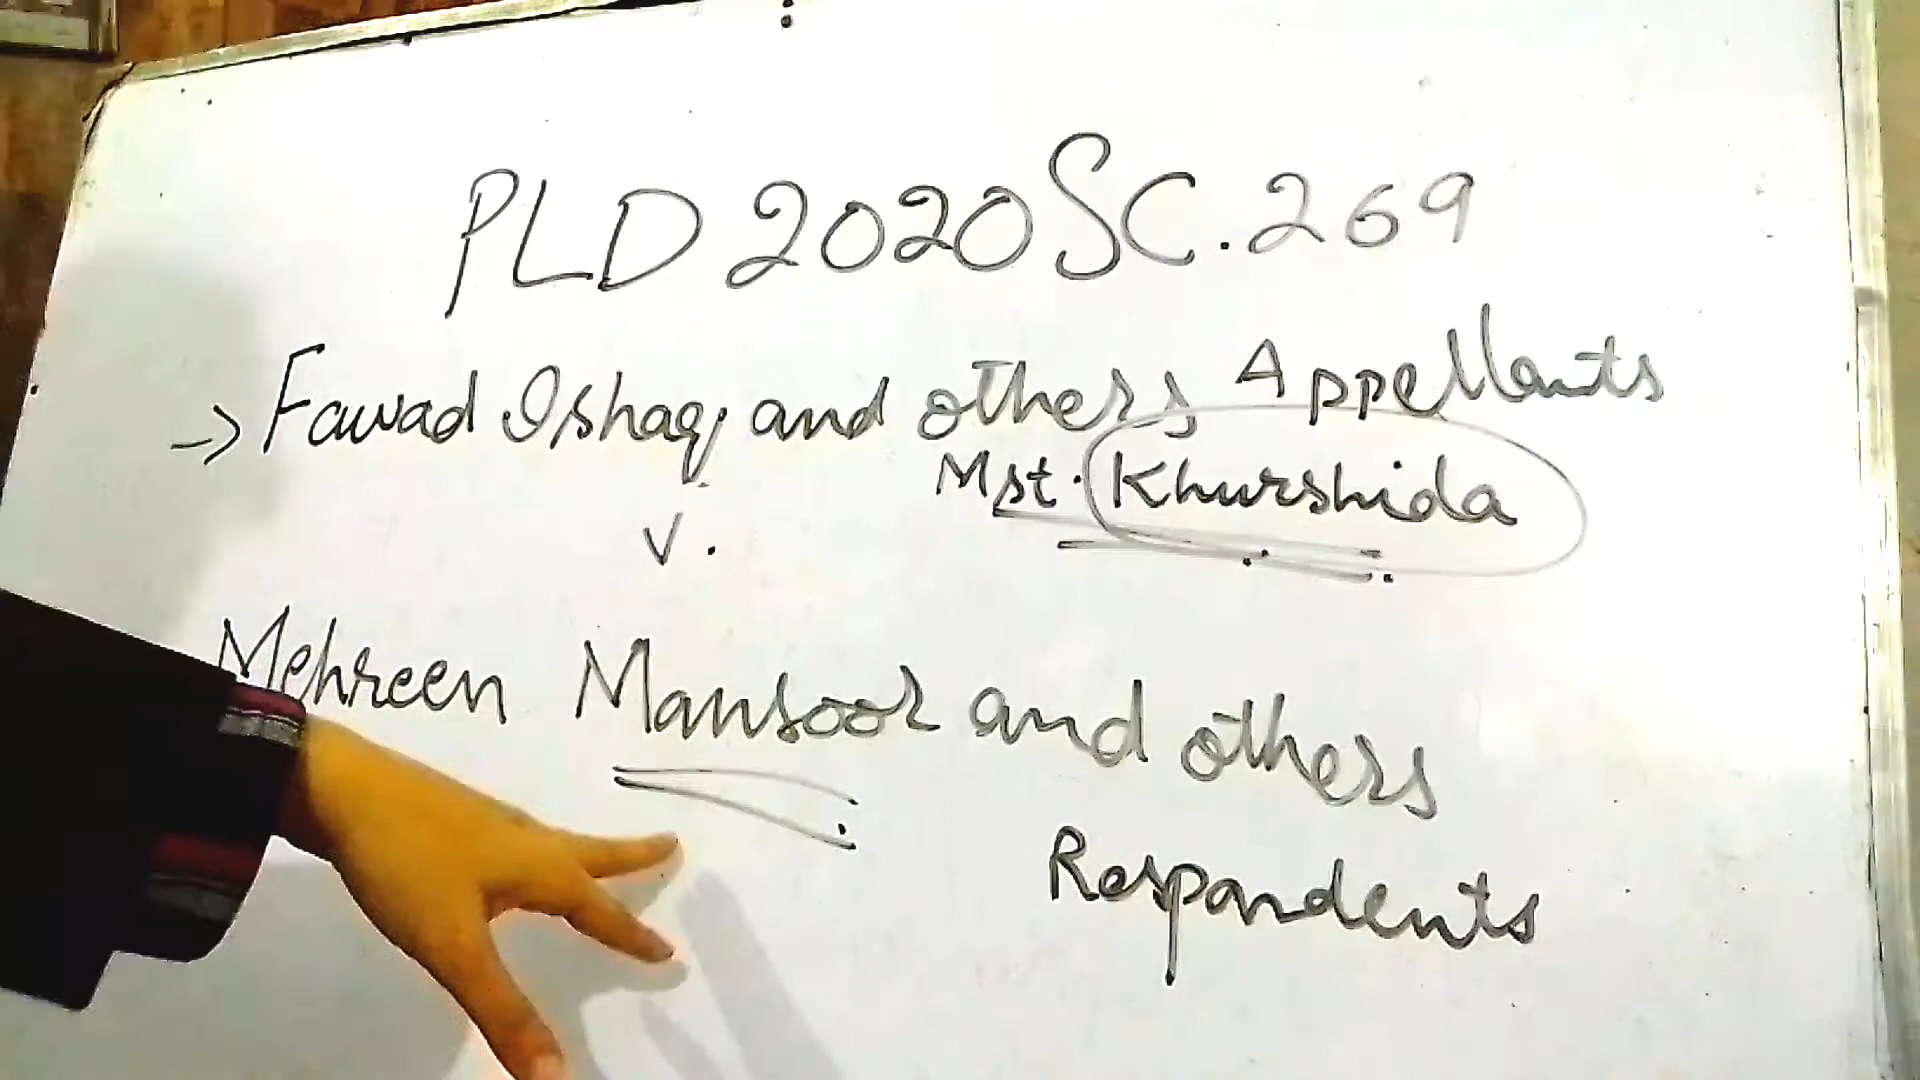 PLD 2020 SC. 269
→ Fawad Ishaq and others Appellants
Mst. Khurshida
V.
Mehreen Mansoor and others
Respondents